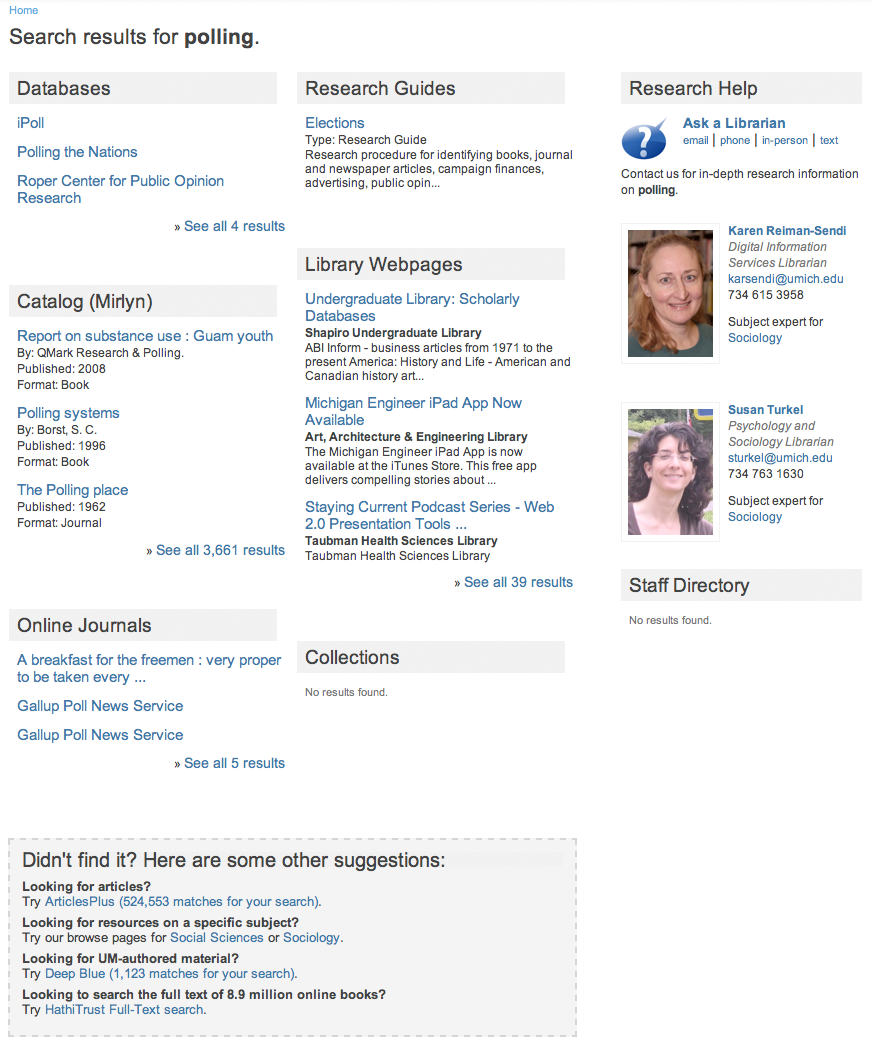 Home
Search results for polling.
Databases
iPoll
Polling the Nations
Roper Center for Public Opinion
Research
» See all 4 results
Catalog (Mirlyn)
Report on substance use : Guam youth
By: QMark Research & Polling.
Published: 2008
Format: Book
Polling systems
By: Borst, S. C.
Published: 1996
Format: Book
The Polling place
Published: 1962
Format: Journal
» See all 3,661 results
Online Journals
A breakfast for the freemen : very proper
to be taken every ...
Gallup Poll News Service
Gallup Poll News Service
» See all 5 results
Research Guides
Elections
Type: Research Guide
Research procedure for identifying books, journal
and newspaper articles, campaign finances,
advertising, public opin...
Library Webpages
Undergraduate Library: Scholarly
Databases
Shapiro Undergraduate Library
ABI Inform - business articles from 1971 to the
present America: History and Life - American and
Canadian history art...
Michigan Engineer iPad App Now
Available
Art, Architecture & Engineering Library
The Michigan Engineer iPad App is now
available at the iTunes Store. This free app
delivers compelling stories about ...
Staying Current Podcast Series - Web
2.0 Presentation Tools ...
Taubman Health Sciences Library
Taubman Health Sciences Library
» See all 39 results
Collections
No results found.
Research Help
Ask a Librarian
email | phone | in-person | text
Contact us for in-depth research information
on polling.
Karen Reiman-Sendi
Digital Information
Services Librarian
karsendi@umich.edu
734 615 3958
Subject expert for
Sociology
Susan Turkel
Psychology and
Sociology Librarian
sturkel@umich.edu
734 763 1630
Subject expert for
Sociology
Staff Directory
No results found.
Didn't find it? Here are some other suggestions:
Looking for articles?
Try ArticlesPlus (524,553 matches for your search).
Looking for resources on a specific subject?
Try our browse pages for Social Sciences or Sociology.
Looking for UM-authored material?
Try Deep Blue (1,123 matches for your search).
Looking to search the full text of 8.9 million online books?
Try HathiTrust Full-Text search.